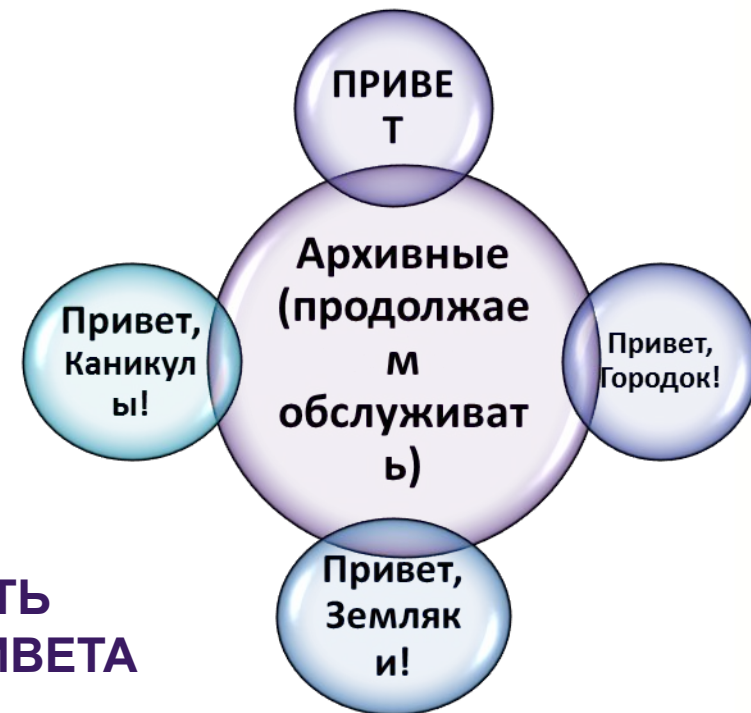 ПРИВЕ
Т
Архивные
(продолжае
м
обслуживат
ь)
Привет,
Каникул
ы!
Привет,
Городок!
Привет,
Земляк
и!
ТЬ
ИВЕТА